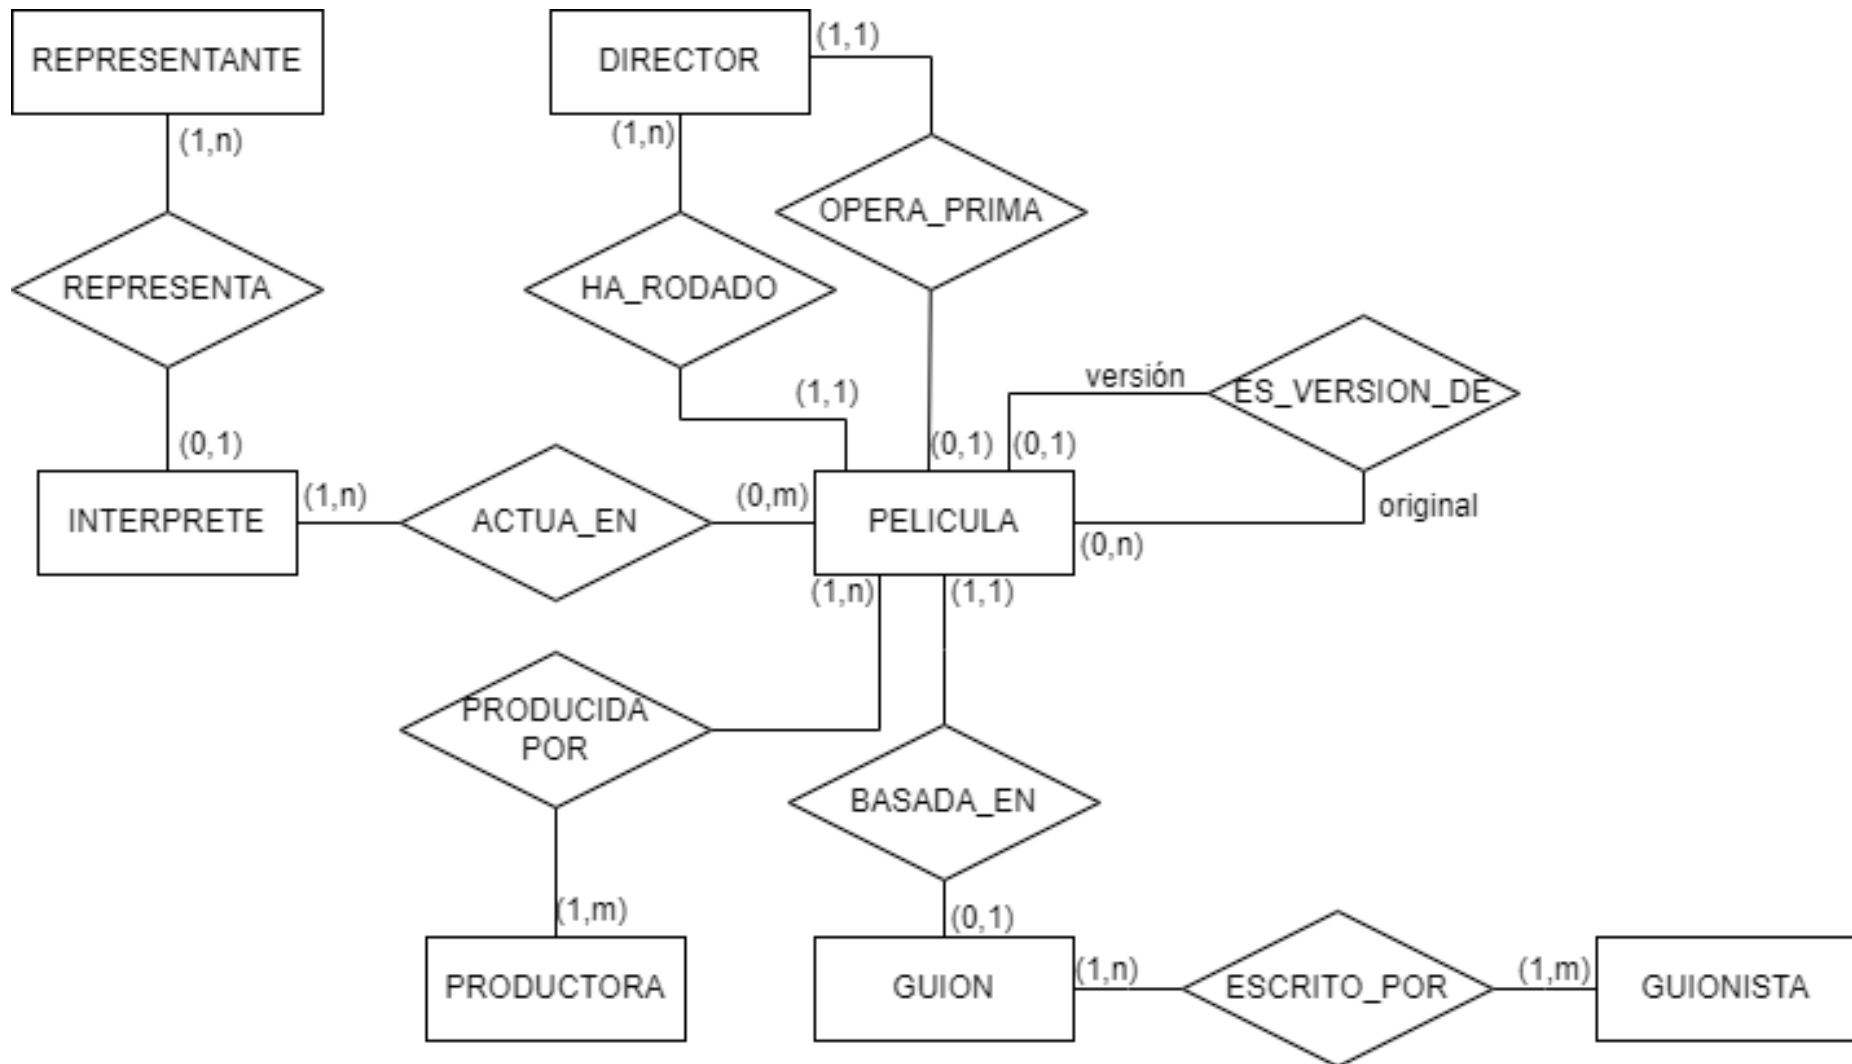 REPRESENTANTE
DIRECTOR
(1,1)
(1,n)
(1,n)
OPERA_PRIMA
REPRESENTA
HA_RODADO
versión
ES_VERSION_DE
(1,1)
(0,1)
(0,1)
(0,1)
(1,n)
(0,m)
original
INTERPRETE
ACTUA_EN
PELICULA
(0,n)
(1,n)
(1,1)
PRODUCIDA
POR
BASADA_EN
(1,m)
(0,1)
(1,n)
(1,m)
PRODUCTORA
GUION
ESCRITO_POR
GUIONISTA